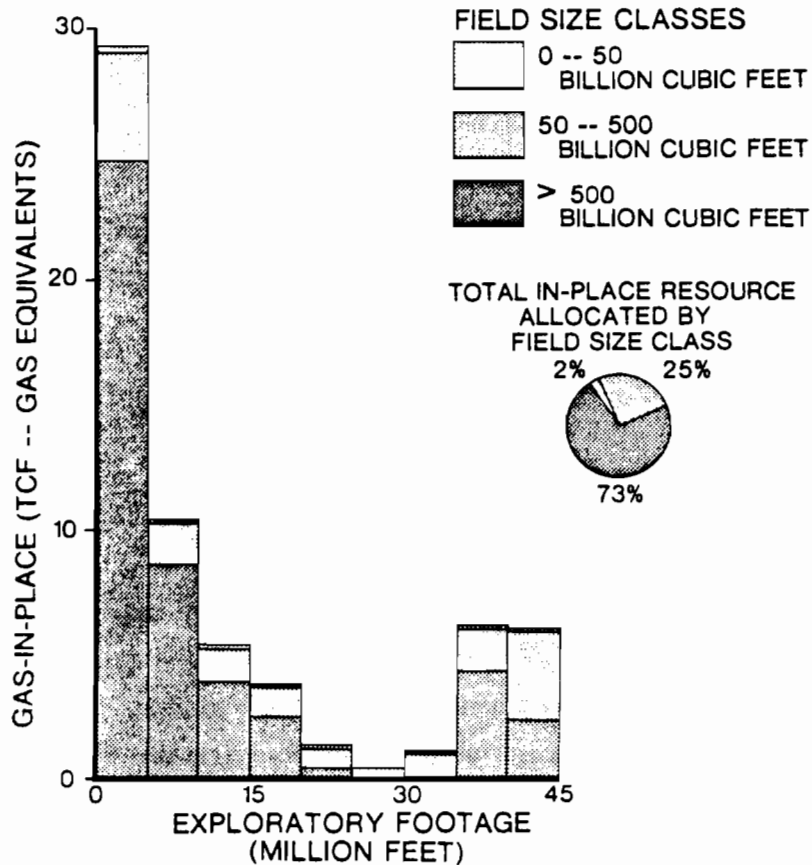 FIELD SIZE CLASSES
0 -- 50
BILLION CUBIC FEET
50 -- 500
BILLION CUBIC FEET
> 500
BILLION CUBIC FEET
TOTAL IN-PLACE RESOURCE
ALLOCATED BY
FIELD SIZE CLASS
2%
25%
73%
GAS-IN-PLACE (TCF -- GAS EQUIVALENTS)
30
20
10
0
0
15
30
45
EXPLORATORY FOOTAGE
(MILLION FEET)